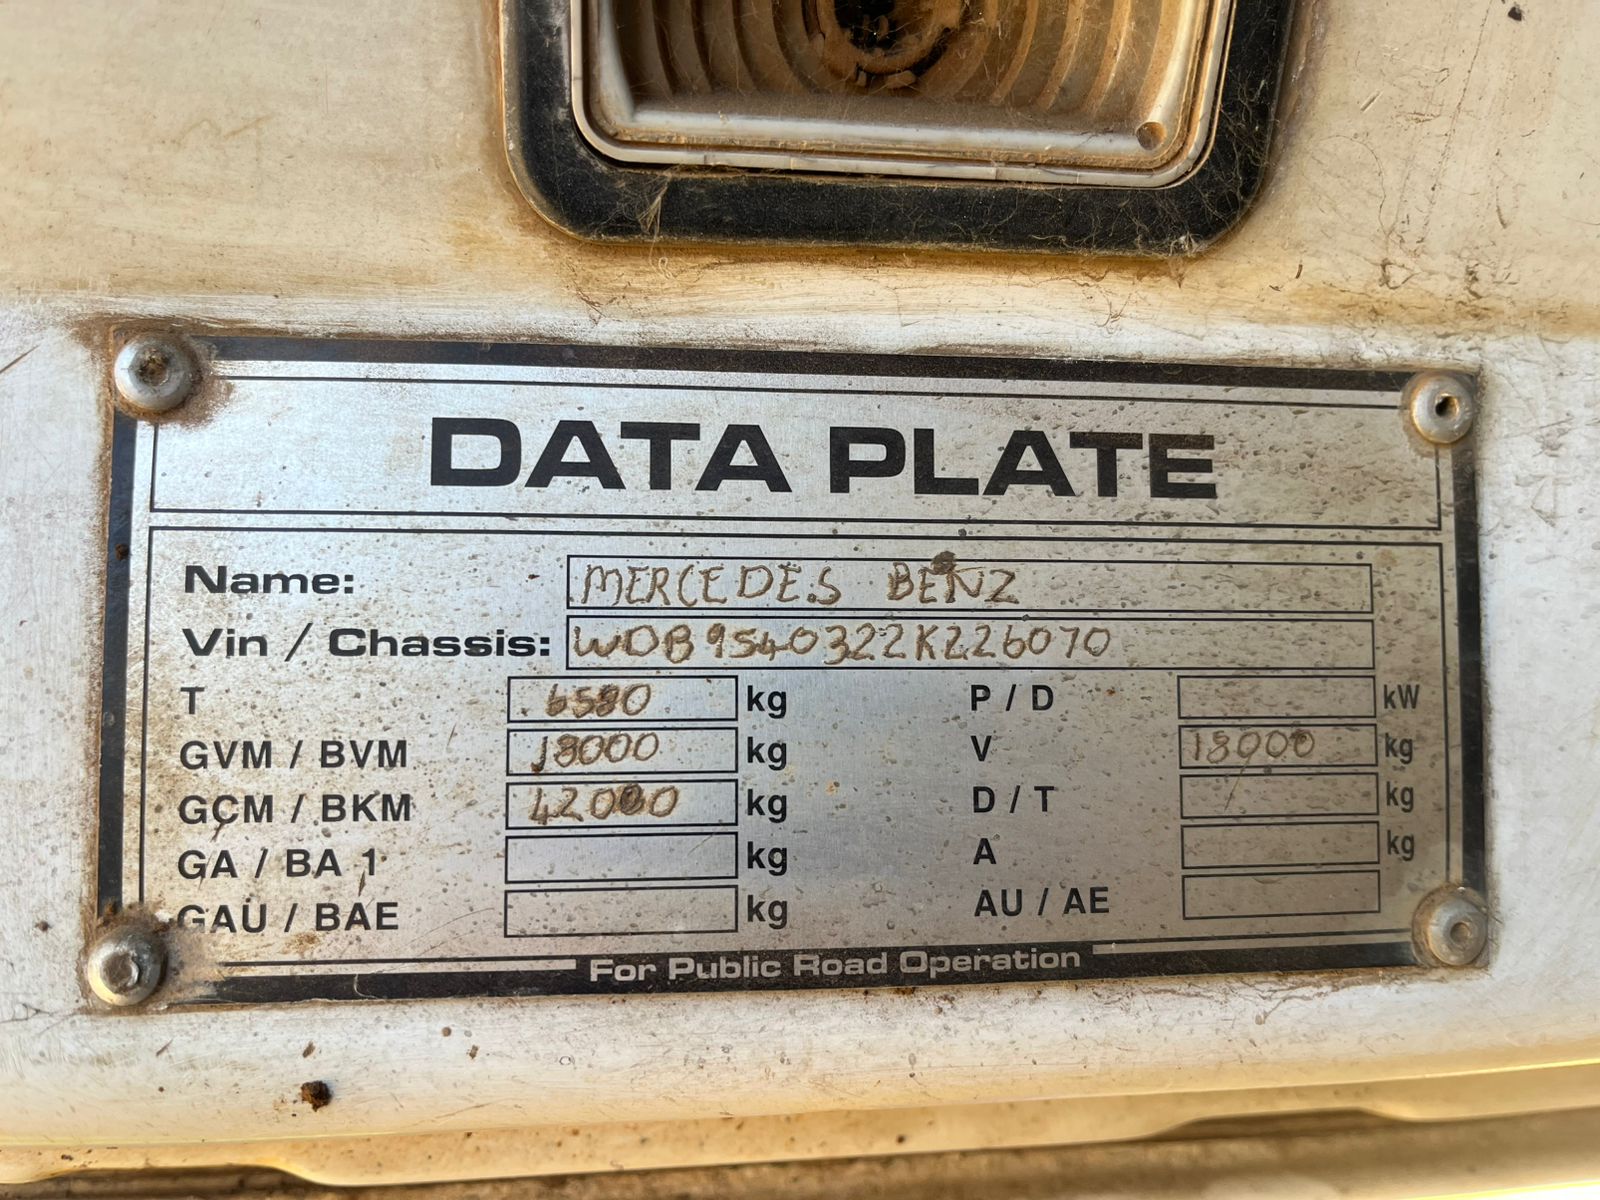 DATA PLATE
Name: MERCEDES BENZ
Vin / Chassis: WDB9540322K226070
T 6580 kg P / D kW
GVM / BVM 18000 kg V 18000 kg
GCM / BKM 42000 kg D / T kg
GA / BA 1 kg A kg
GAU / BAE kg AU / AE
For Public Road Operation